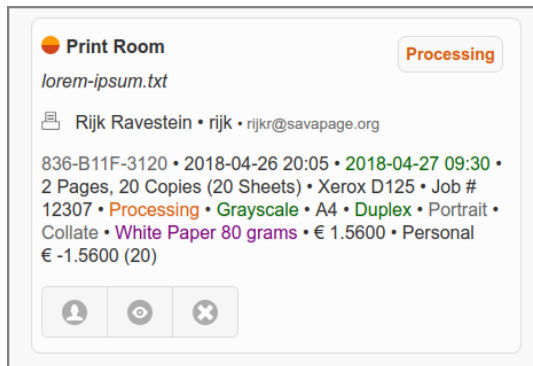 Print Room
Processing
lorem-ipsum.txt
Rijk Ravestein • rijk • rijkr@savapage.org
836-B11F-3120 • 2018-04-26 20:05 • 2018-04-27 09:30 •
2 Pages, 20 Copies (20 Sheets) • Xerox D125 • Job #
12307 • Processing • Grayscale • A4 • Duplex • Portrait •
Collate • White Paper 80 grams • € 1.5600 • Personal
€ -1.5600 (20)